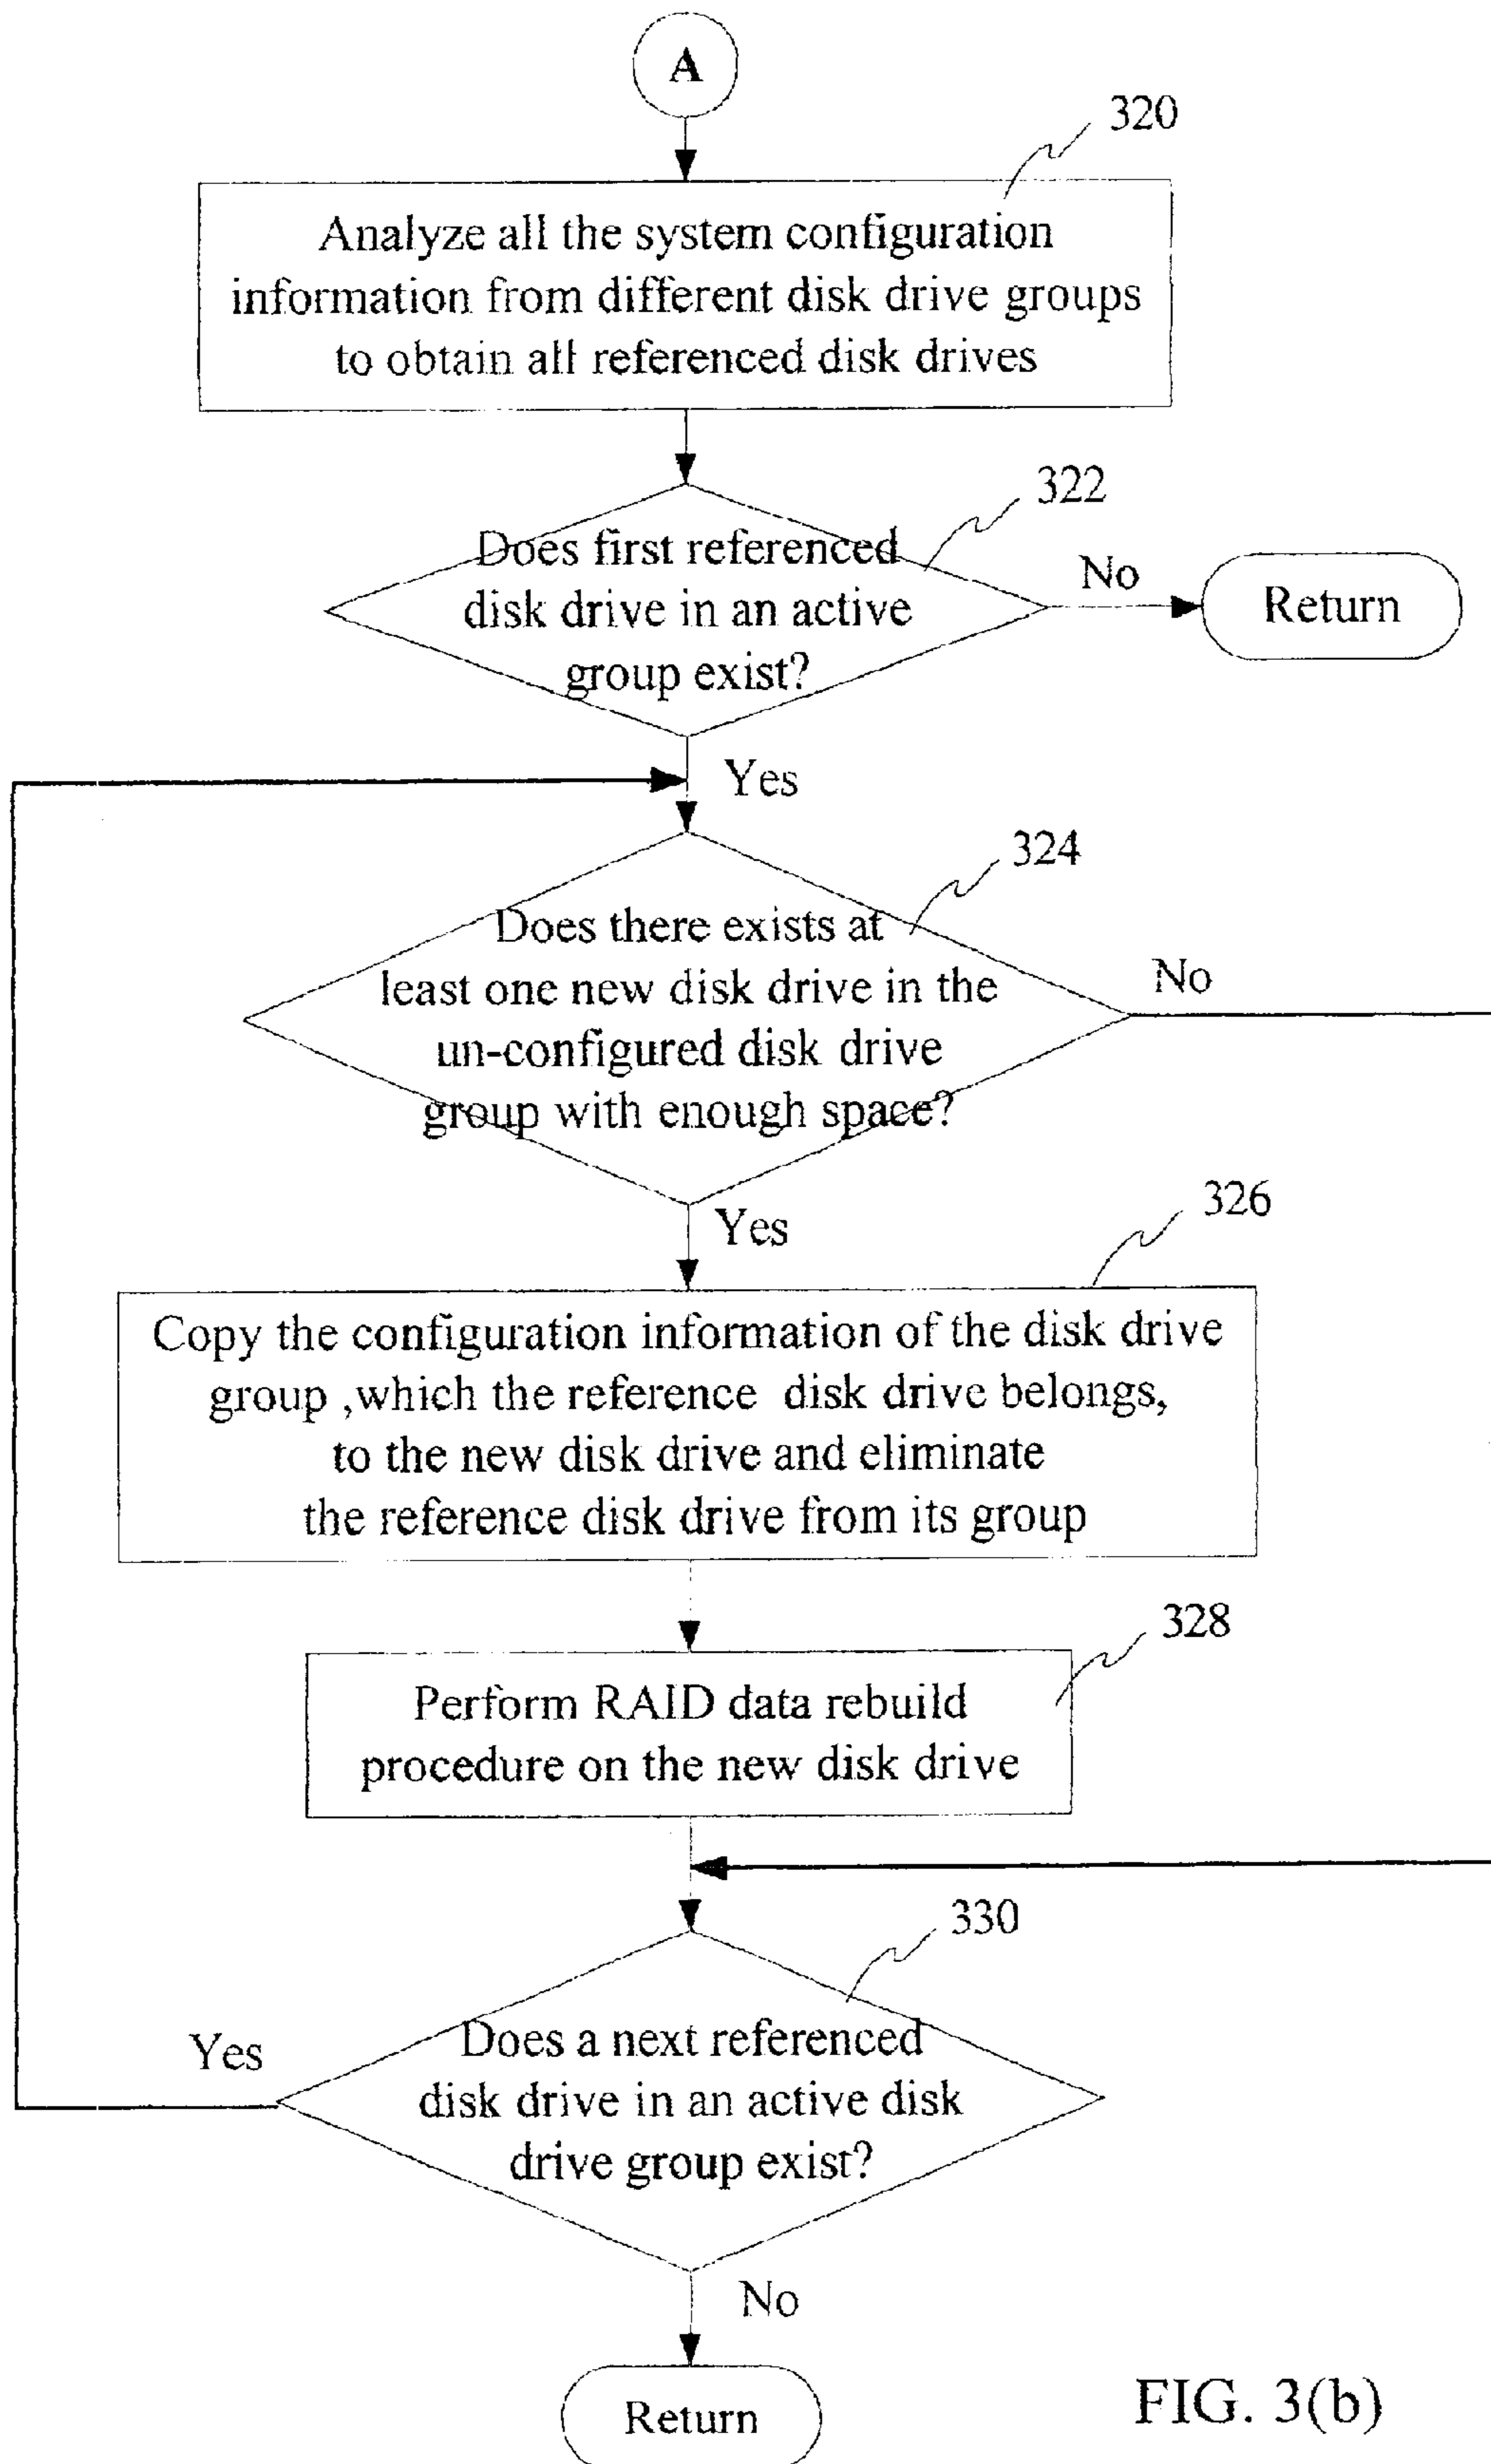 A
320
Analyze all the system configuration
information from different disk drive groups
to obtain all referenced disk drives
322
Does first referenced
disk drive in an active
group exist?
No
Return
Yes
324
Does there exists at
least one new disk drive in the
un-configured disk drive
group with enough space?
No
Yes
326
Copy the configuration information of the disk drive
group ,which the reference disk drive belongs,
to the new disk drive and eliminate
the reference disk drive from its group
328
Perform RAID data rebuild
procedure on the new disk drive
330
Yes
Does a next referenced
disk drive in an active disk
drive group exist?
No
Return
FIG. 3(b)